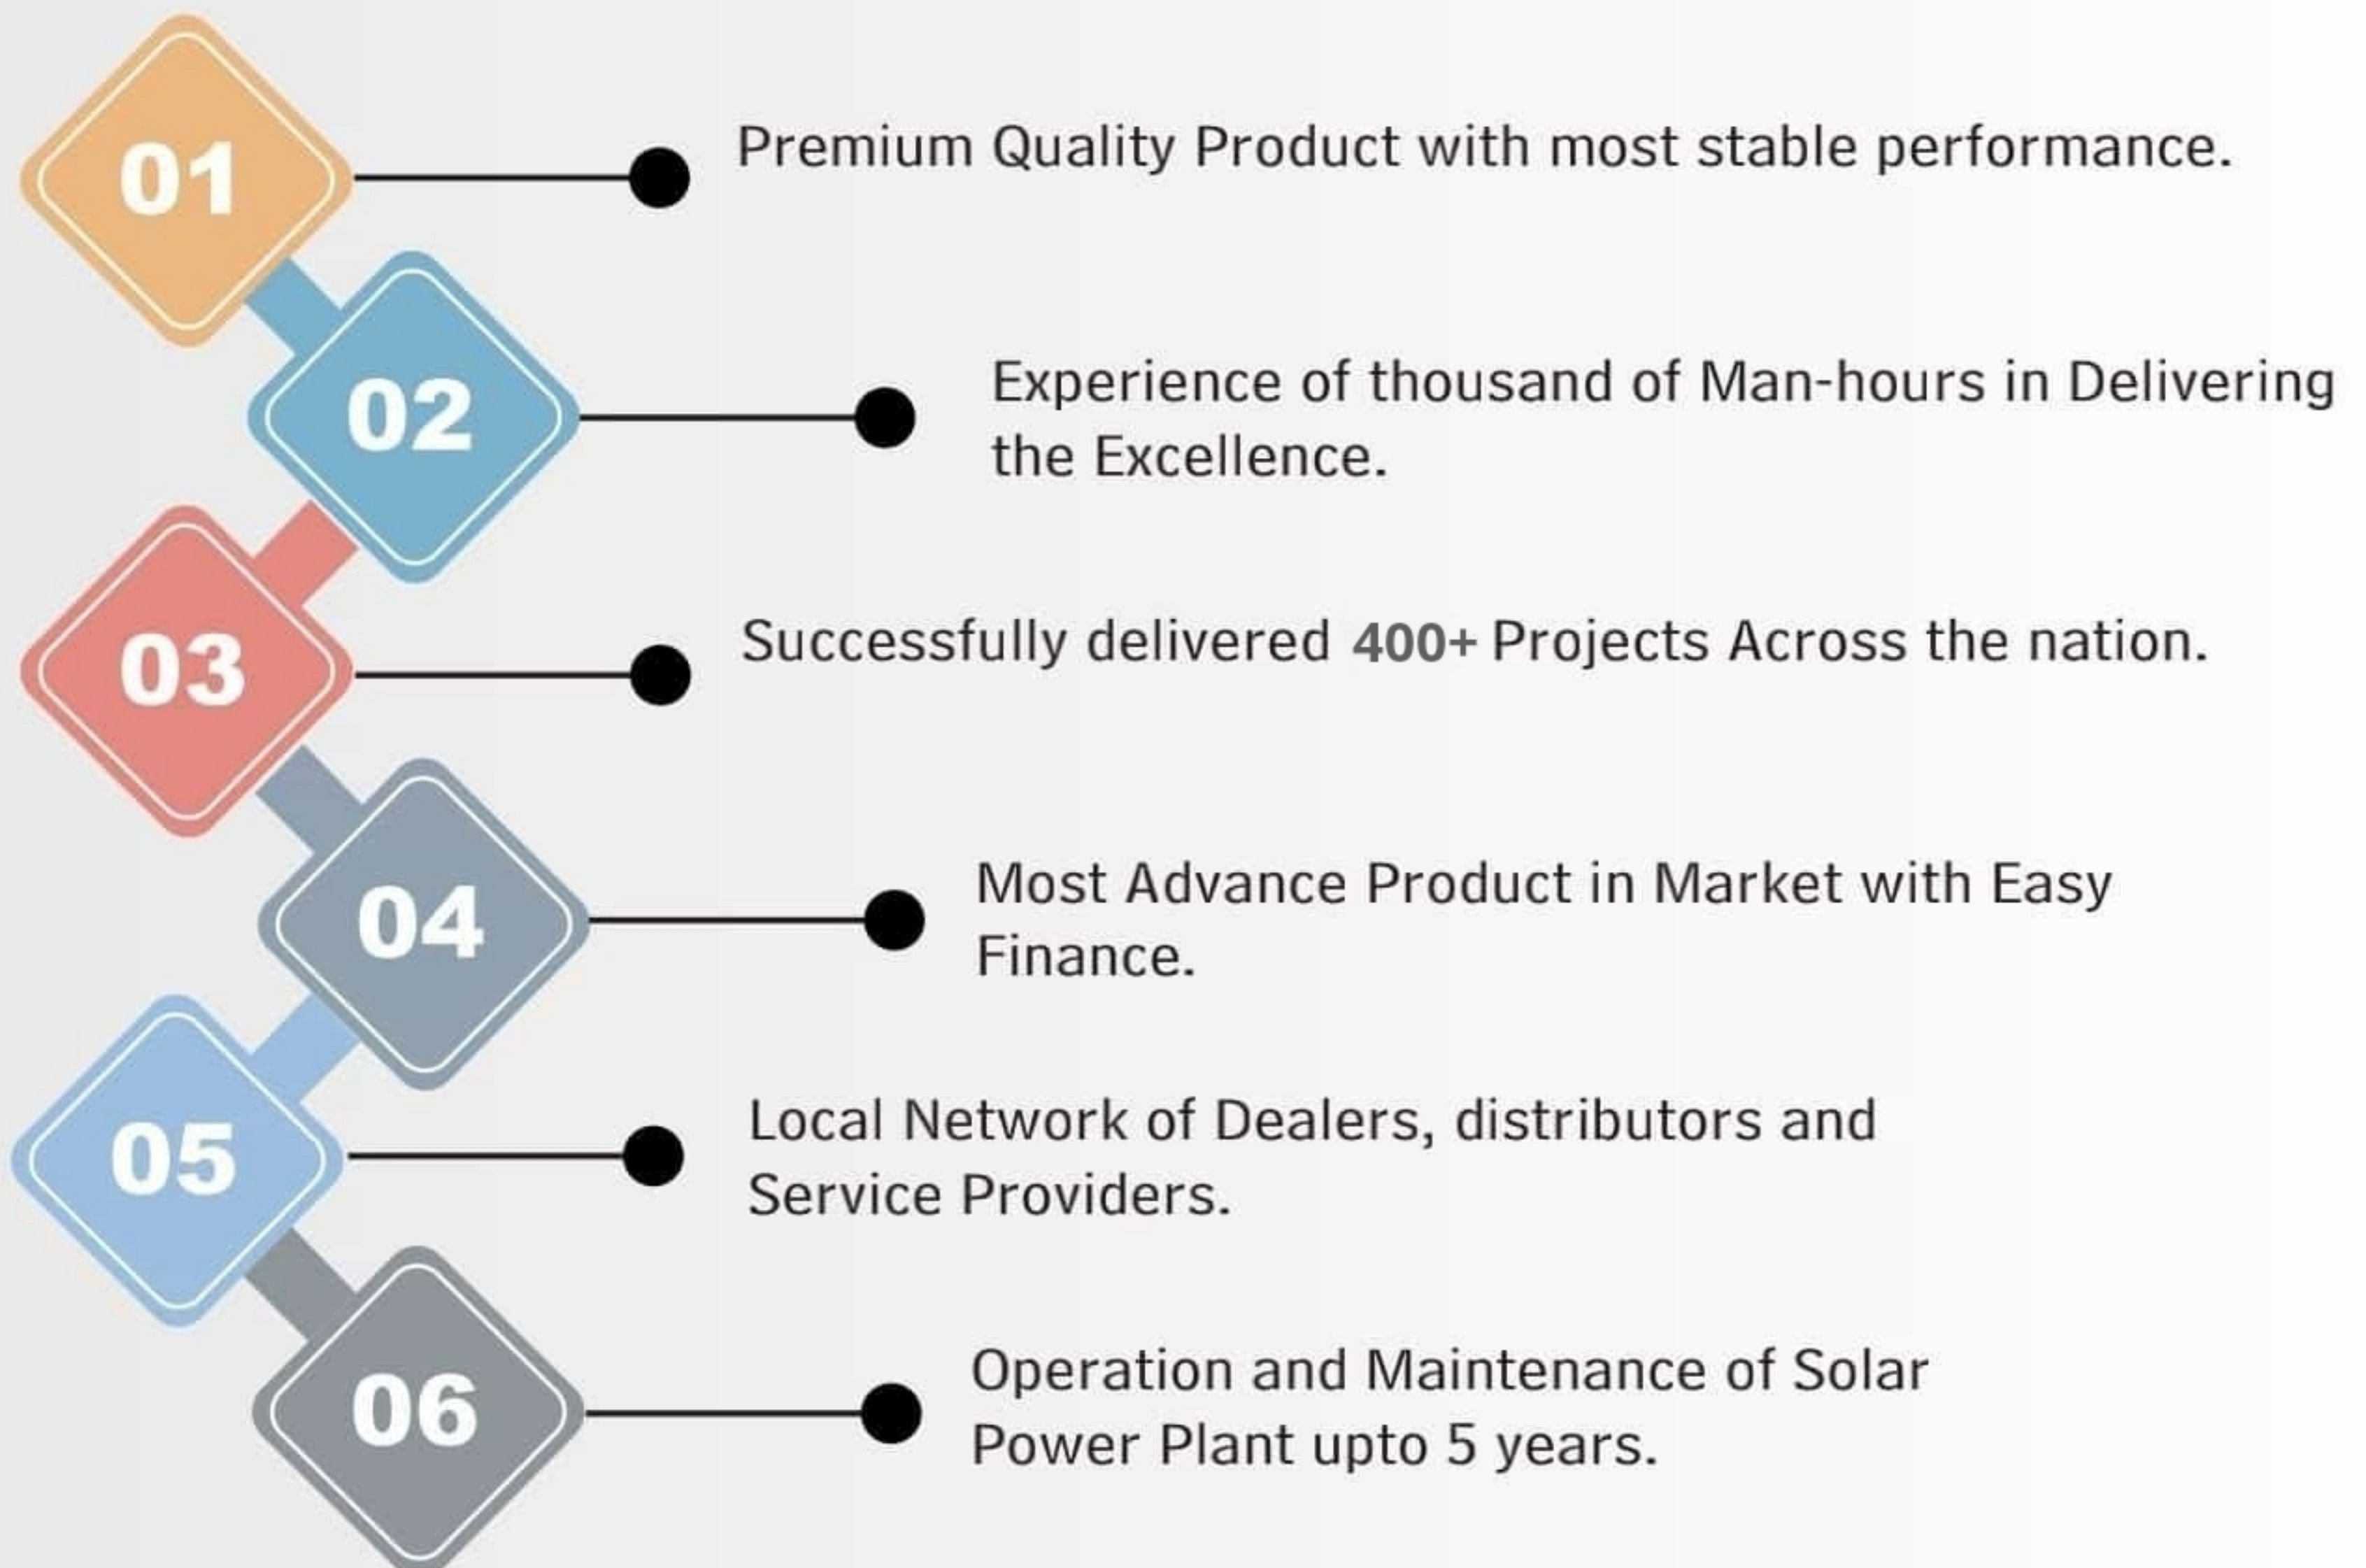 01
Premium Quality Product with most stable performance.
02
Experience of thousand of Man-hours in Delivering
the Excellence.
03
Successfully delivered 400+ Projects Across the nation.
04
Most Advance Product in Market with Easy
Finance.
05
Local Network of Dealers, distributors and
Service Providers.
06
Operation and Maintenance of Solar
Power Plant upto 5 years.